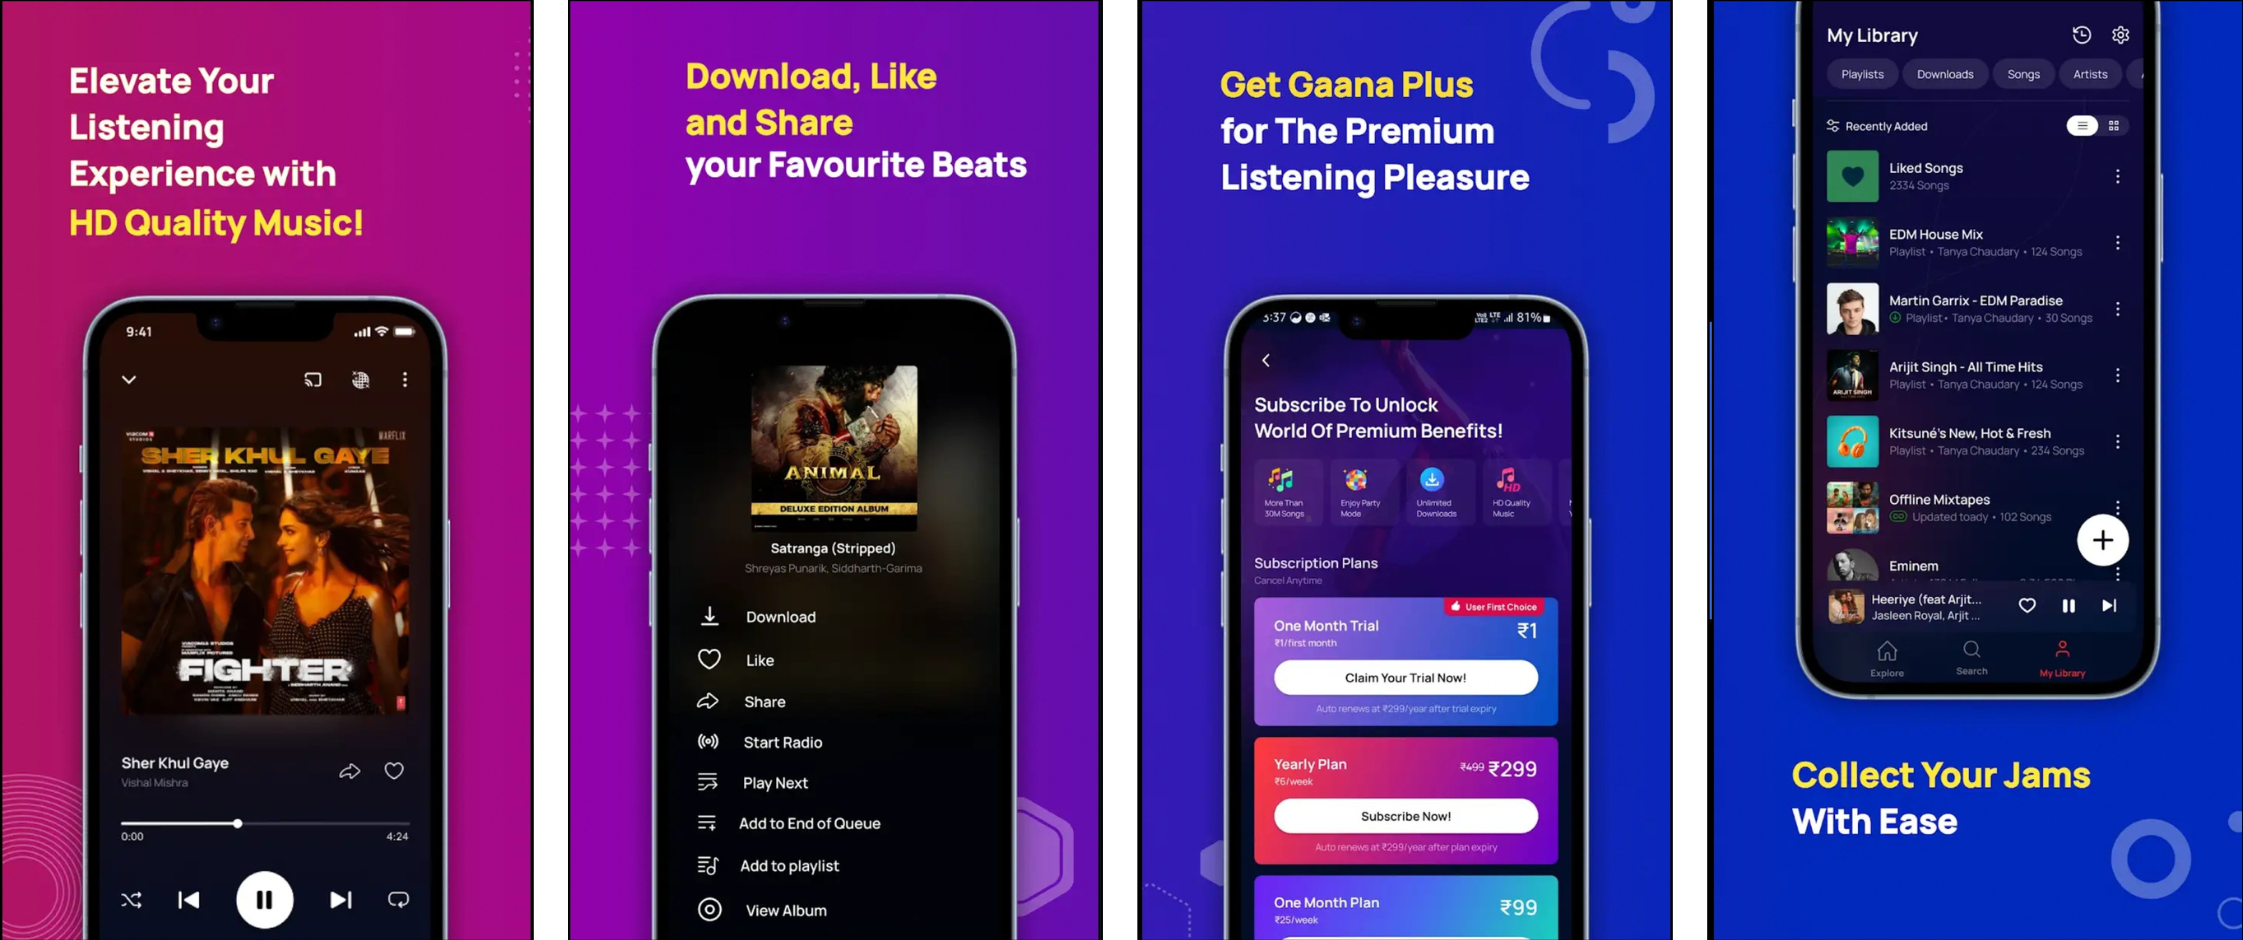 Elevate Your
Listening
Experience with
HD Quality Music!
9:41
VIACOM18
STUDIOS
MARFLIX
SHER KHUL GAYE
FIGHTER
Sher Khul Gaye
Vishal Mishra
0:00
4:24
Download, Like
and Share
your Favourite Beats
ANIMAL
DELUXE EDITION ALBUM
Satranga (Stripped)
Shreyas Punarik, Siddharth-Garima
Download
Like
Share
Start Radio
Play Next
Add to End of Queue
Add to playlist
View Album
Get Gaana Plus
for The Premium
Listening Pleasure
3:37
LTE
81%
Subscribe To Unlock
World Of Premium Benefits!
More Than
30M Songs
Enjoy Party
Mode
Unlimited
Downloads
HD
HD Quality
Music
Subscription Plans
Cancel Anytime
User First Choice
One Month Trial
₹1
₹1/first month
Claim Your Trial Now!
Auto renews at ₹299/year after trial expiry
Yearly Plan
₹499 ₹299
₹6/week
Subscribe Now!
Auto renews at ₹299/year after plan expiry
One Month Plan
₹99
₹25/week
My Library
Playlists
Downloads
Songs
Artists
Recently Added
Liked Songs
2334 Songs
EDM House Mix
Playlist • Tanya Chaudary • 124 Songs
Martin Garrix - EDM Paradise
Playlist • Tanya Chaudary • 30 Songs
ARIJIT SINGH
Arijit Singh - All Time Hits
Playlist • Tanya Chaudary • 124 Songs
Kitsuné's New, Hot & Fresh
Playlist • Tanya Chaudary • 234 Songs
Offline Mixtapes
Updated toady • 102 Songs
Eminem
Heeriye (feat Arjit...
Jasleen Royal, Arjit ...
Explore
Search
My Library
Collect Your Jams
With Ease